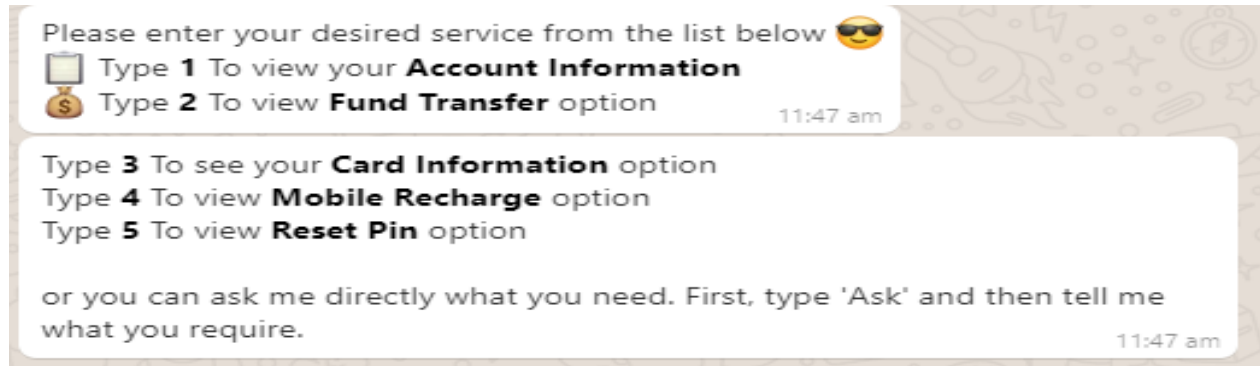 Please enter your desired service from the list below 😎
📋 Type 1 To view your Account Information
💰 Type 2 To view Fund Transfer option
11:47 am
Type 3 To see your Card Information option
Type 4 To view Mobile Recharge option
Type 5 To view Reset Pin option
or you can ask me directly what you need. First, type 'Ask' and then tell me
what you require.
11:47 am